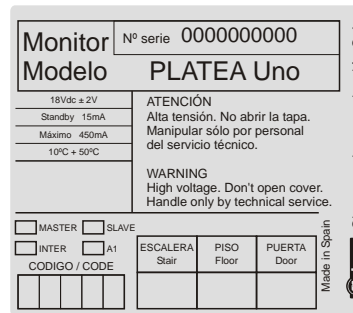 Monitor Nº serie 0000000000
Modelo PLATEA Uno
18Vdc ± 2V
Standby 15mA
Máximo 450mA
10ºC + 50ºC
ATENCIÓN
Alta tensión. No abrir la tapa.
Manipular sólo por personal
del servicio técnico.
WARNING
High voltage. Don't open cover.
Handle only by technical service.
MASTER SLAVE
INTER A1
CODIGO / CODE
ESCALERA PISO PUERTA
Stair Floor Door
Made in Spain